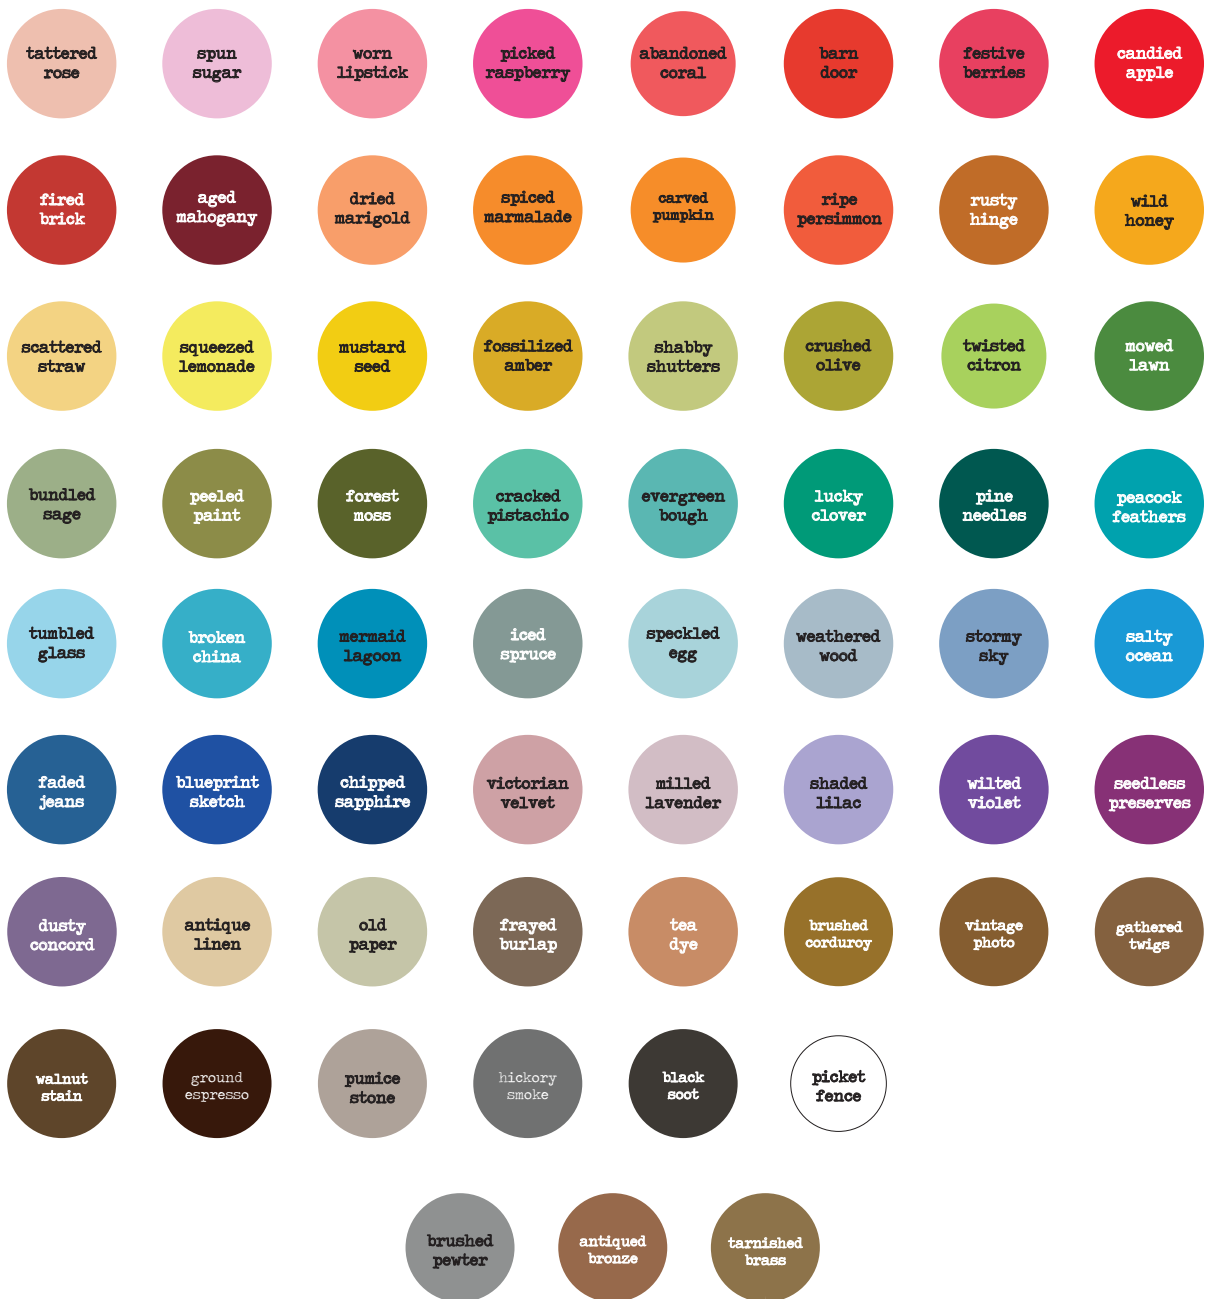 tattered
rose
spun
sugar
worn
lipstick
picked
raspberry
abandoned
coral
barn
door
festive
berries
candied
apple
fired
brick
aged
mahogany
dried
marigold
spiced
marmalade
carved
pumpkin
ripe
persimmon
rusty
hinge
wild
honey
scattered
straw
squeezed
lemonade
mustard
seed
fossilized
amber
shabby
shutters
crushed
olive
twisted
citron
mowed
lawn
bundled
sage
peeled
paint
forest
moss
cracked
pistachio
evergreen
bough
lucky
clover
pine
needles
peacock
feathers
tumbled
glass
broken
china
mermaid
lagoon
iced
spruce
speckled
egg
weathered
wood
stormy
sky
salty
ocean
faded
jeans
blueprint
sketch
chipped
sapphire
victorian
velvet
milled
lavender
shaded
lilac
wilted
violet
seedless
preserves
dusty
concord
antique
linen
old
paper
frayed
burlap
tea
dye
brushed
corduroy
vintage
photo
gathered
twigs
walnut
stain
ground
espresso
pumice
stone
hickory
smoke
black
soot
picket
fence
brushed
pewter
antiqued
bronze
tarnished
brass